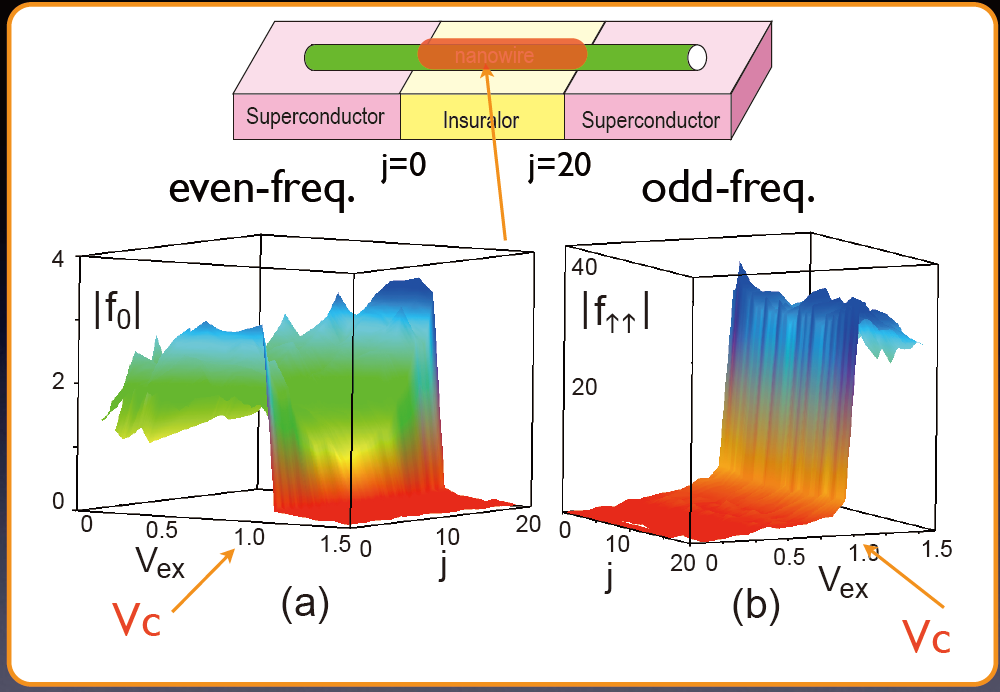 nanowire
Superconductor
Insuralor
Superconductor
j=0
j=20
even-freq.
odd-freq.
4
2
0
|f₀|
0
0.5
1.0
1.5
Vex
0
10
20
j
Vc
(a)
40
20
|f↑↑|
0
10
20
j
0
0.5
1.0
1.5
Vex
Vc
(b)